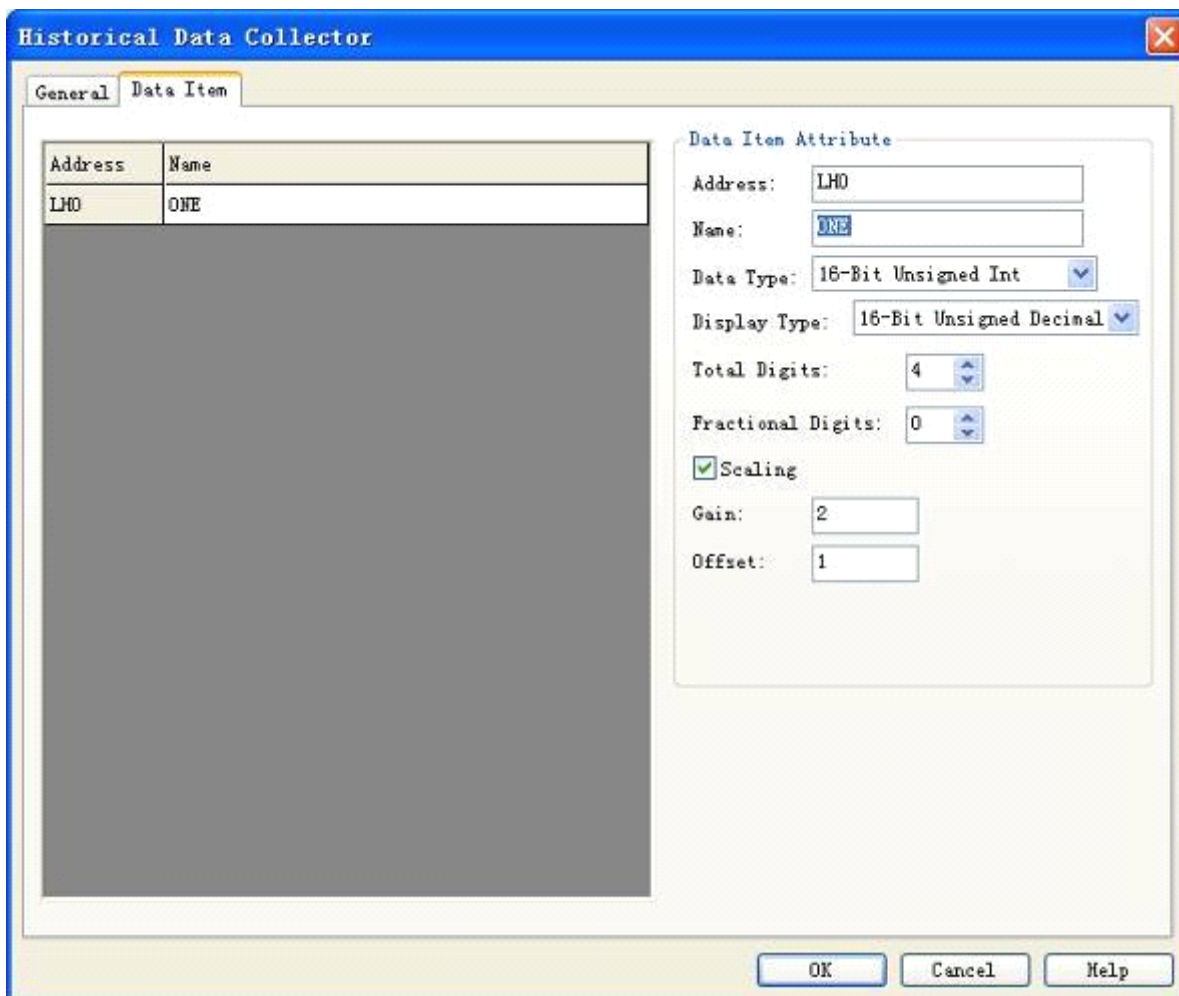 Historical Data Collector
General Data Item
Address Name
LH0 ONE
Data Item Attribute
Address: LH0
Name: ONE
Data Type: 16-Bit Unsigned Int
Display Type: 16-Bit Unsigned Decimal
Total Digits: 4
Fractional Digits: 0
Scaling
Gain: 2
Offset: 1
OK Cancel Help